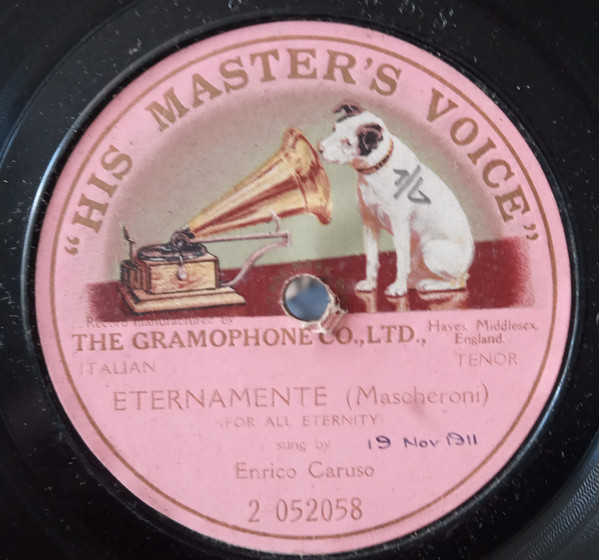 "HIS MASTER'S VOICE"
Record manufactured by
THE GRAMOPHONE CO., LTD., Hayes, Middlesex, England.
ITALIAN TENOR
ETERNAMENTE (Mascheroni)
(FOR ALL ETERNITY)
sung by 19 Nov 1911
Enrico Caruso
2-052058